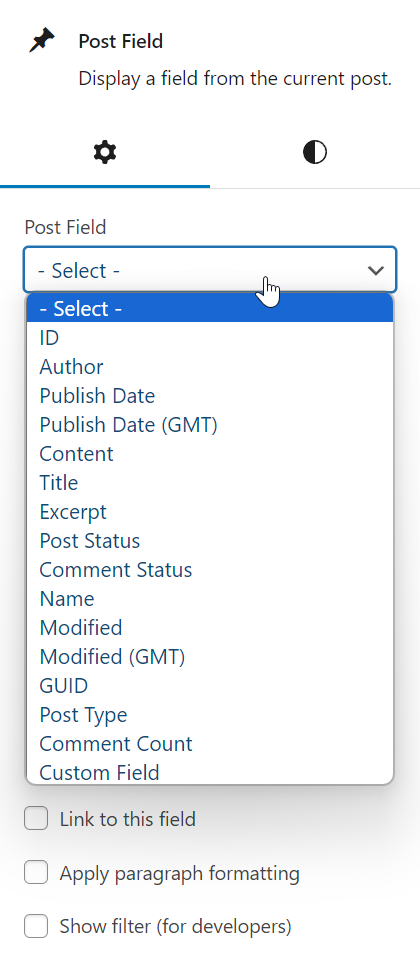 Post Field
Display a field from the current post.
Post Field
- Select -
- Select -
ID
Author
Publish Date
Publish Date (GMT)
Content
Title
Excerpt
Post Status
Comment Status
Name
Modified
Modified (GMT)
GUID
Post Type
Comment Count
Custom Field
Link to this field
Apply paragraph formatting
Show filter (for developers)